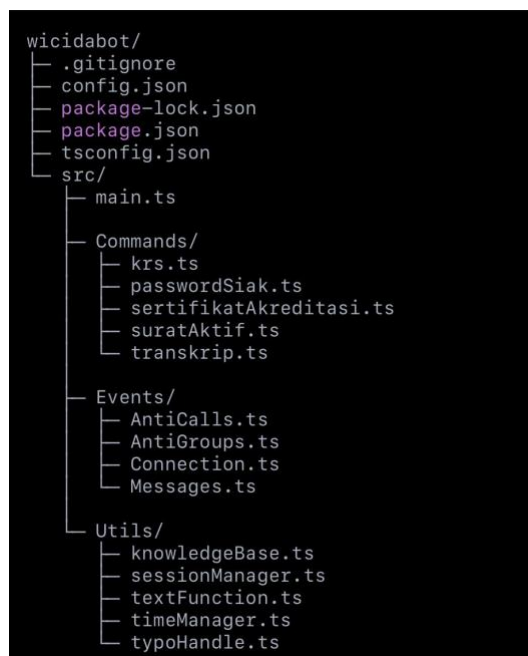 wicidabot/
├─ .gitignore
├─ config.json
├─ package-lock.json
├─ package.json
├─ tsconfig.json
└─ src/
   ├─ main.ts
   │
   ├─ Commands/
   │  ├─ krs.ts
   │  ├─ passwordSiak.ts
   │  ├─ sertifikatAkreditasi.ts
   │  ├─ suratAktif.ts
   │  └─ transkrip.ts
   │
   ├─ Events/
   │  ├─ AntiCalls.ts
   │  ├─ AntiGroups.ts
   │  ├─ Connection.ts
   │  └─ Messages.ts
   │
   └─ Utils/
      ├─ knowledgeBase.ts
      ├─ sessionManager.ts
      ├─ textFunction.ts
      ├─ timeManager.ts
      └─ typoHandle.ts